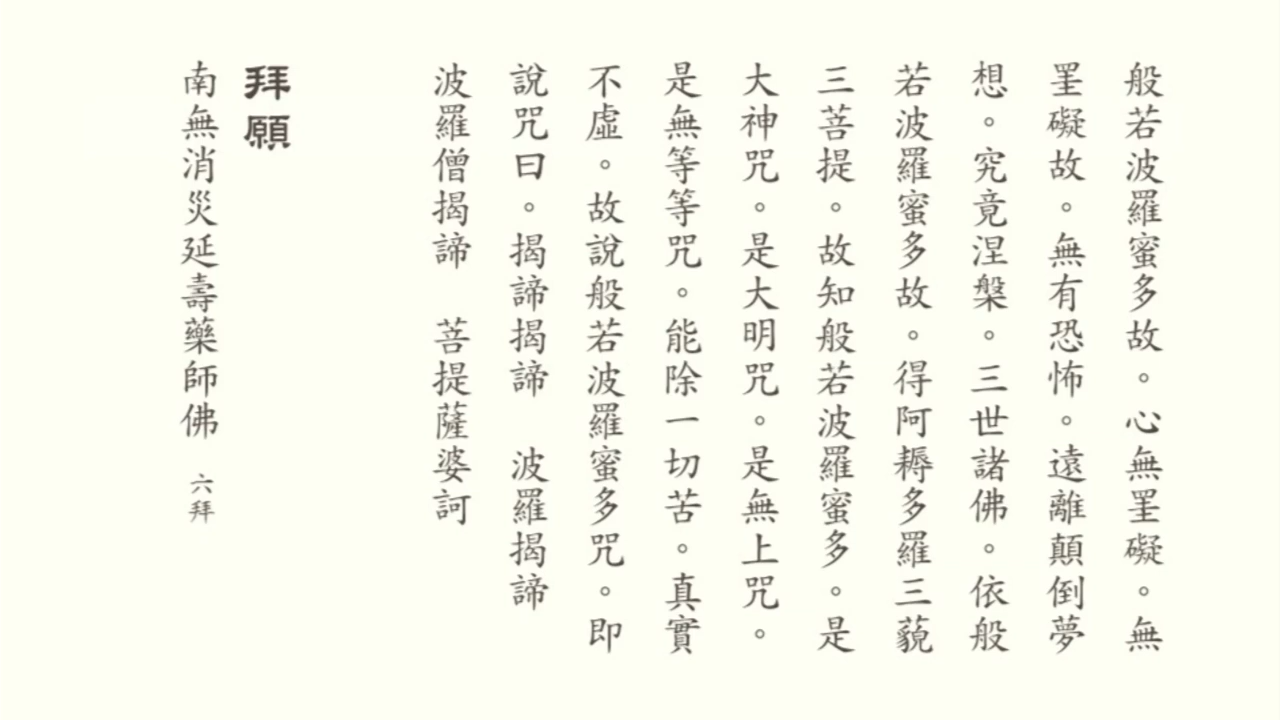 般若波羅蜜多故。心無罣礙。無
罣礙故。無有恐怖。遠離顛倒夢
想。究竟涅槃。三世諸佛。依般
若波羅蜜多故。得阿耨多羅三藐
三菩提。故知般若波羅蜜多。是
大神咒。是大明咒。是無上咒。
是無等等咒。能除一切苦。真實
不虛。故說般若波羅蜜多咒。即
說咒曰。揭諦揭諦　波羅揭諦
波羅僧揭諦　菩提薩婆訶
拜願
南無消災延壽藥師佛　六拜